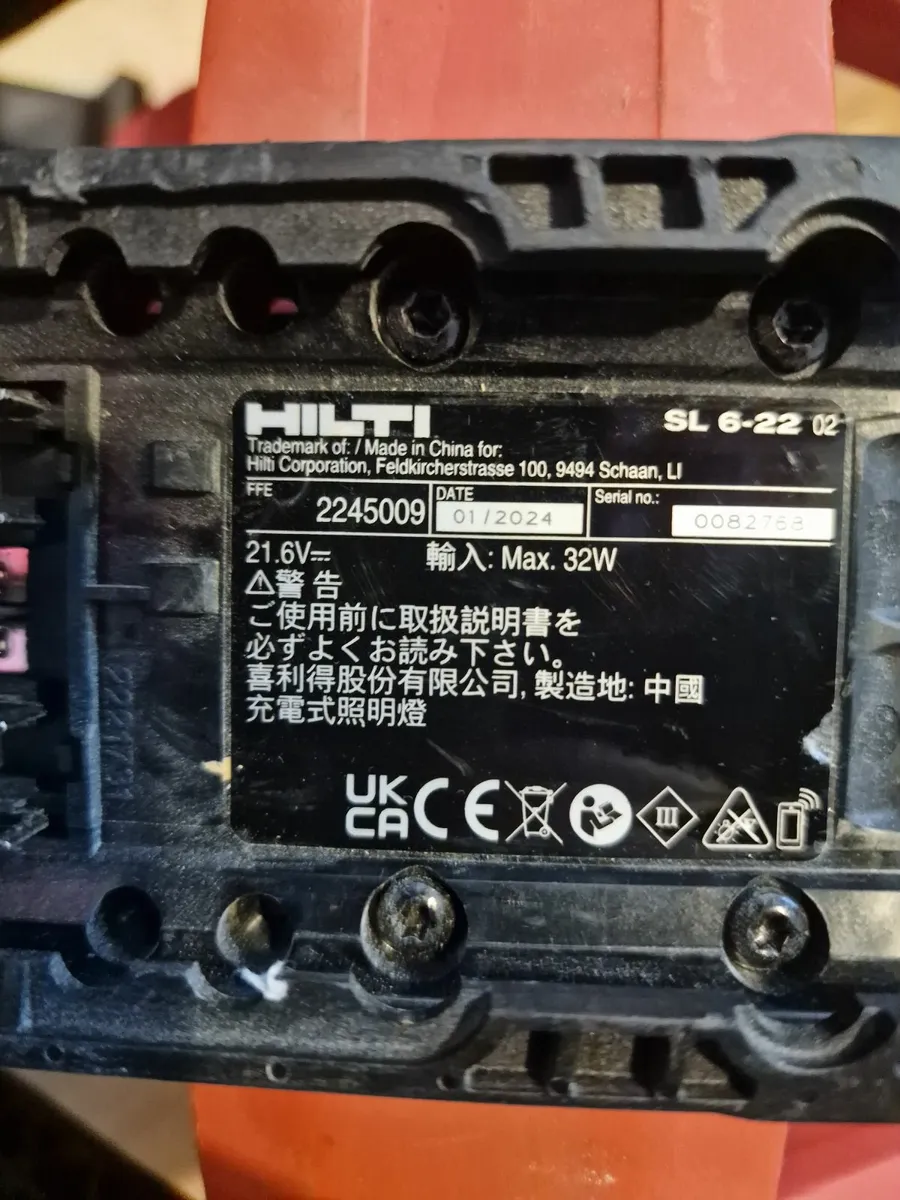 HILTI
SL 6-22 02
Trademark of: / Made in China for:
Hilti Corporation, Feldkircherstrasse 100, 9494 Schaan, LI
FFE 2245009
DATE 01/2024
Serial no.: 0082768
21.6V⎓ 輸入: Max. 32W
⚠警告
ご使用前に取扱説明書を
必ずよくお読み下さい。
喜利得股份有限公司, 製造地: 中國
充電式照明燈
UK
CA CE
III